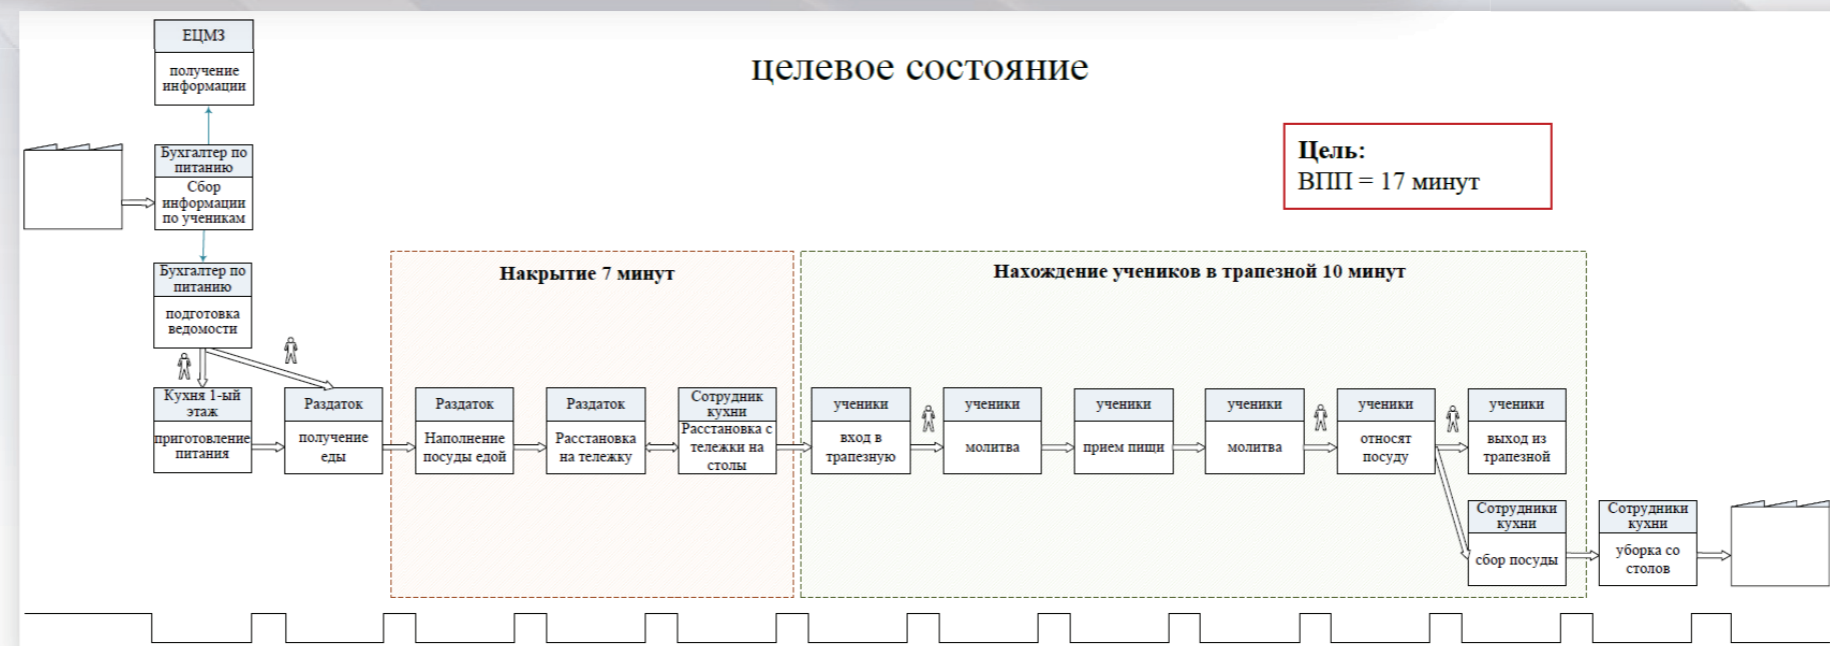 целевое состояние
ЕЦМЗ
получение
информации
Бухгалтер по
питанию
Сбор
информации
по ученикам
Цель:
ВПП = 17 минут
Бухгалтер по
питанию
подготовка
ведомости
Накрытие 7 минут
Нахождение учеников в трапезной 10 минут
Кухня 1-ый
этаж
приготовление
питания
Раздаток
получение
еды
Раздаток
Наполнение
посуды едой
Раздаток
Расстановка
на тележку
Сотрудник
кухни
Расстановка с
тележки на
столы
ученики
вход в
трапезную
ученики
молитва
ученики
прием пищи
ученики
молитва
ученики
относят
посуду
ученики
выход из
трапезной
Сотрудники
кухни
сбор посуды
Сотрудники
кухни
уборка со
столов